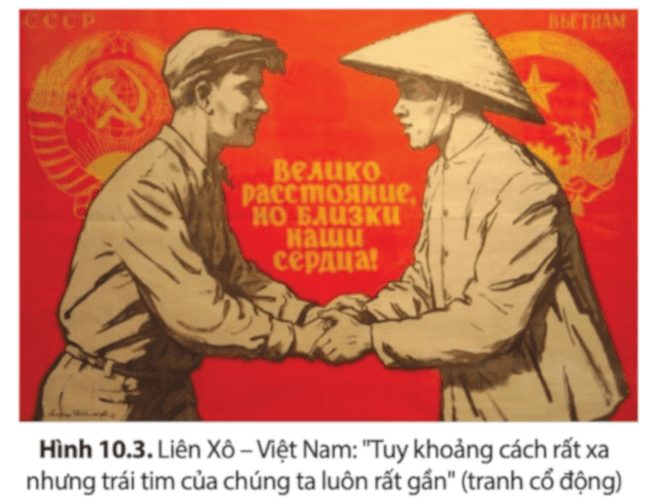 СССР
ВЬЕТНАМ
Велико
расстояние,
но близки
наши
сердца!
Hình 10.3. Liên Xô – Việt Nam: "Tuy khoảng cách rất xa
nhưng trái tim của chúng ta luôn rất gần" (tranh cổ động)